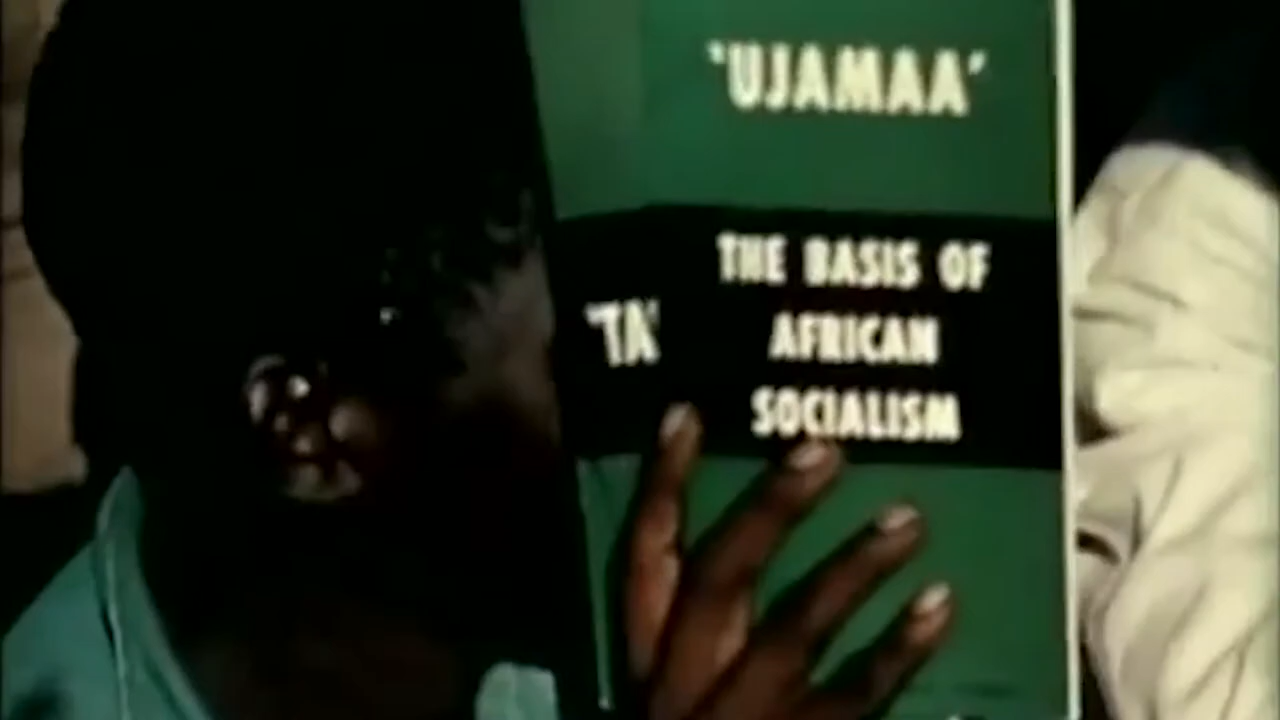 'UJAMAA'
THE BASIS OF
AFRICAN
SOCIALISM
'TA